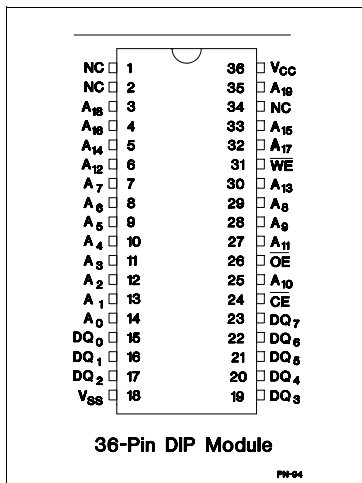 NC 1 36 VCC
NC 2 35 A19
A18 3 34 NC
A16 4 33 A15
A14 5 32 A17
A12 6 31 WE
A7 7 30 A13
A6 8 29 A8
A5 9 28 A9
A4 10 27 A11
A3 11 26 OE
A2 12 25 A10
A1 13 24 CE
A0 14 23 DQ7
DQ0 15 22 DQ6
DQ1 16 21 DQ5
DQ2 17 20 DQ4
VSS 18 19 DQ3
36-Pin DIP Module
PN-94